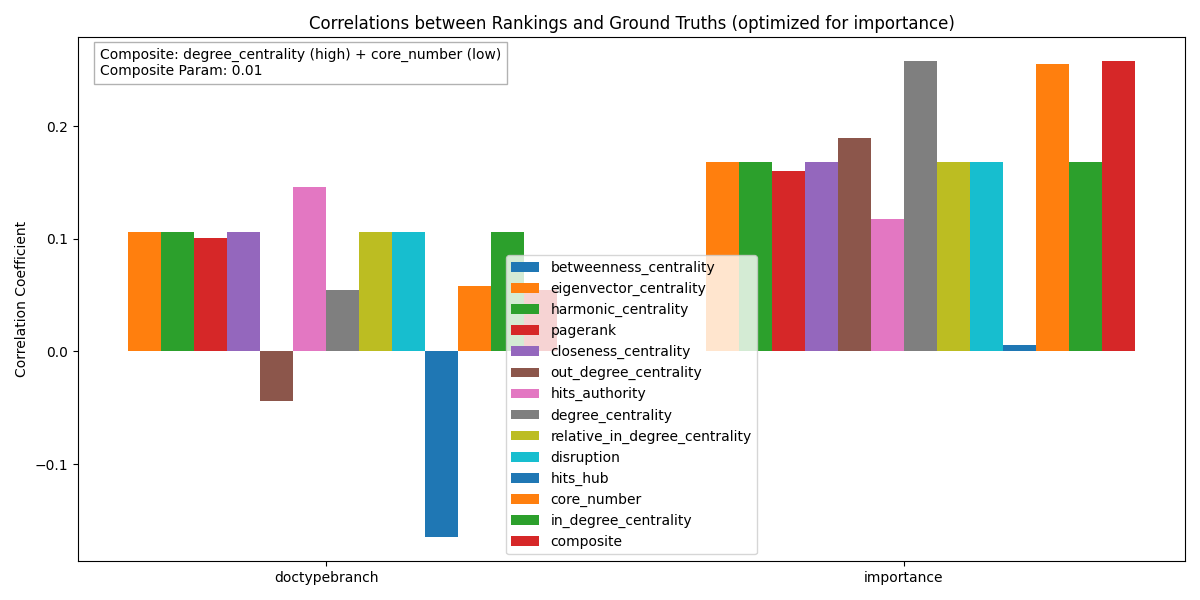 Correlations between Rankings and Ground Truths (optimized for importance)
Composite: degree_centrality (high) + core_number (low)
Composite Param: 0.01
Correlation Coefficient
0.2
0.1
0.0
−0.1
betweenness_centrality
eigenvector_centrality
harmonic_centrality
pagerank
closeness_centrality
out_degree_centrality
hits_authority
degree_centrality
relative_in_degree_centrality
disruption
hits_hub
core_number
in_degree_centrality
composite
doctypebranch
importance